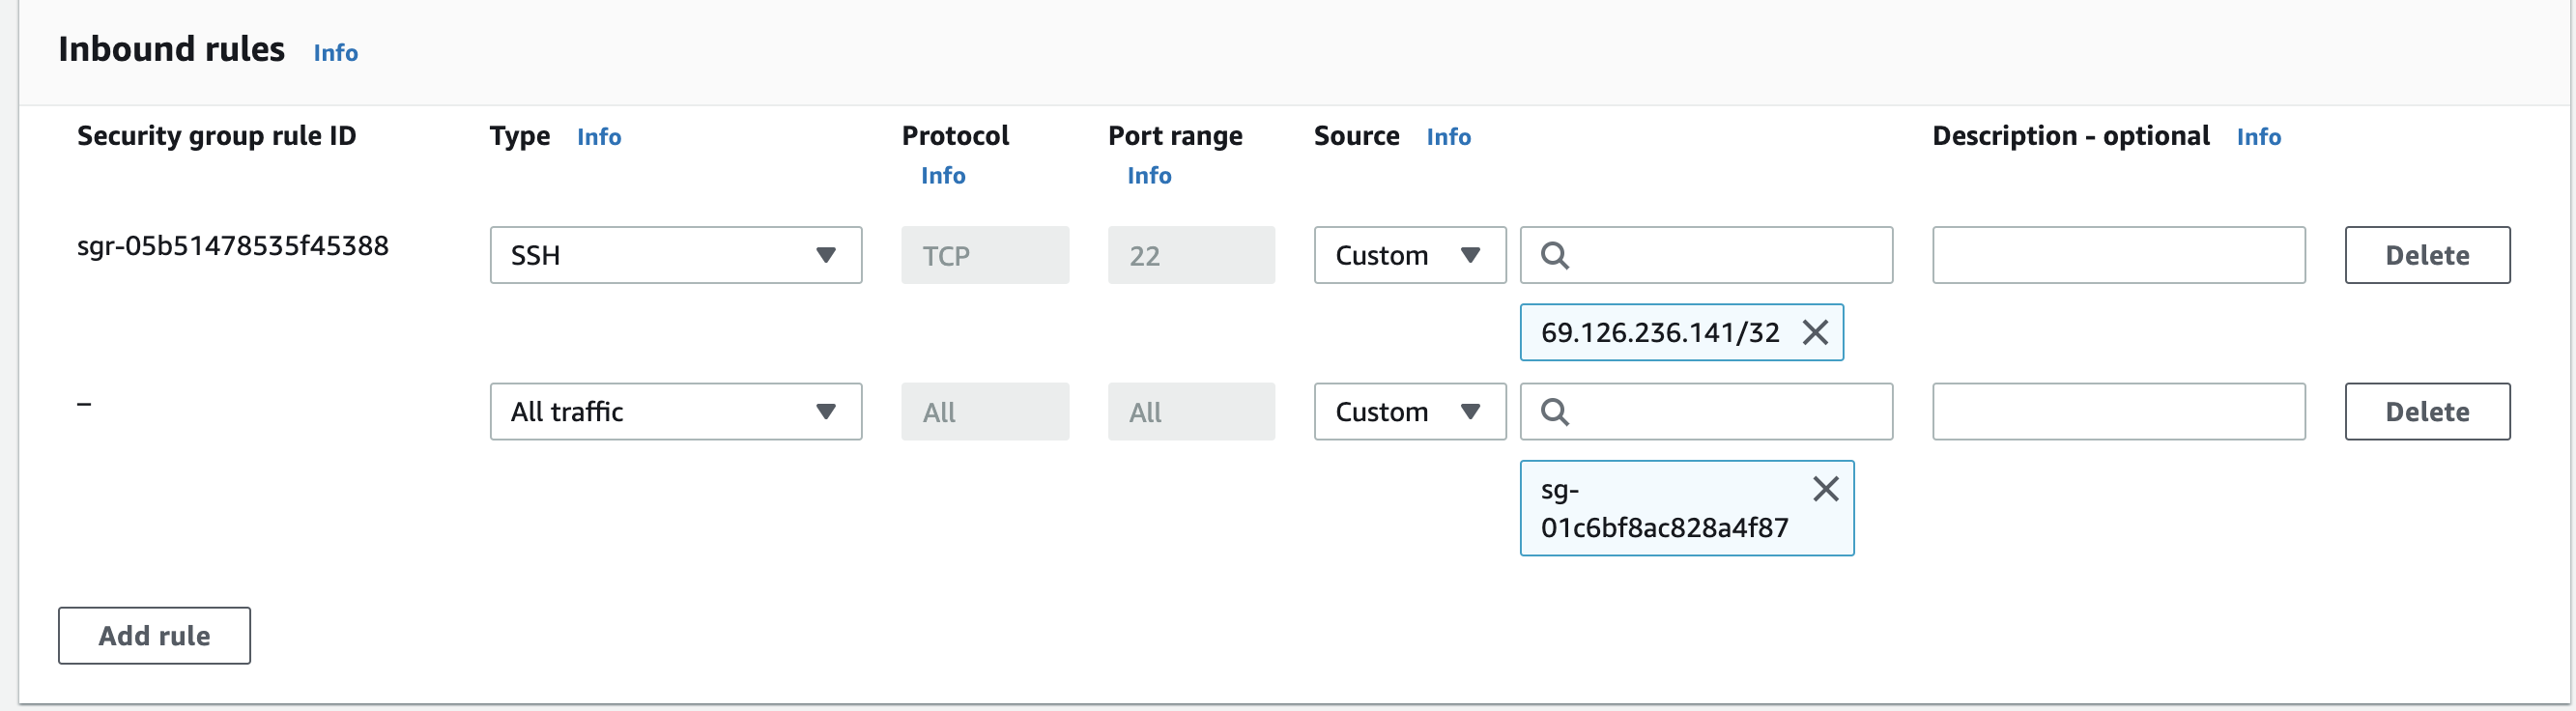 Inbound rules Info
Security group rule ID Type Info Protocol Port range Source Info Description - optional Info
Info Info
sgr-05b51478535f45388 SSH TCP 22 Custom Delete
69.126.236.141/32
– All traffic All All Custom Delete
sg-
01c6bf8ac828a4f87
Add rule